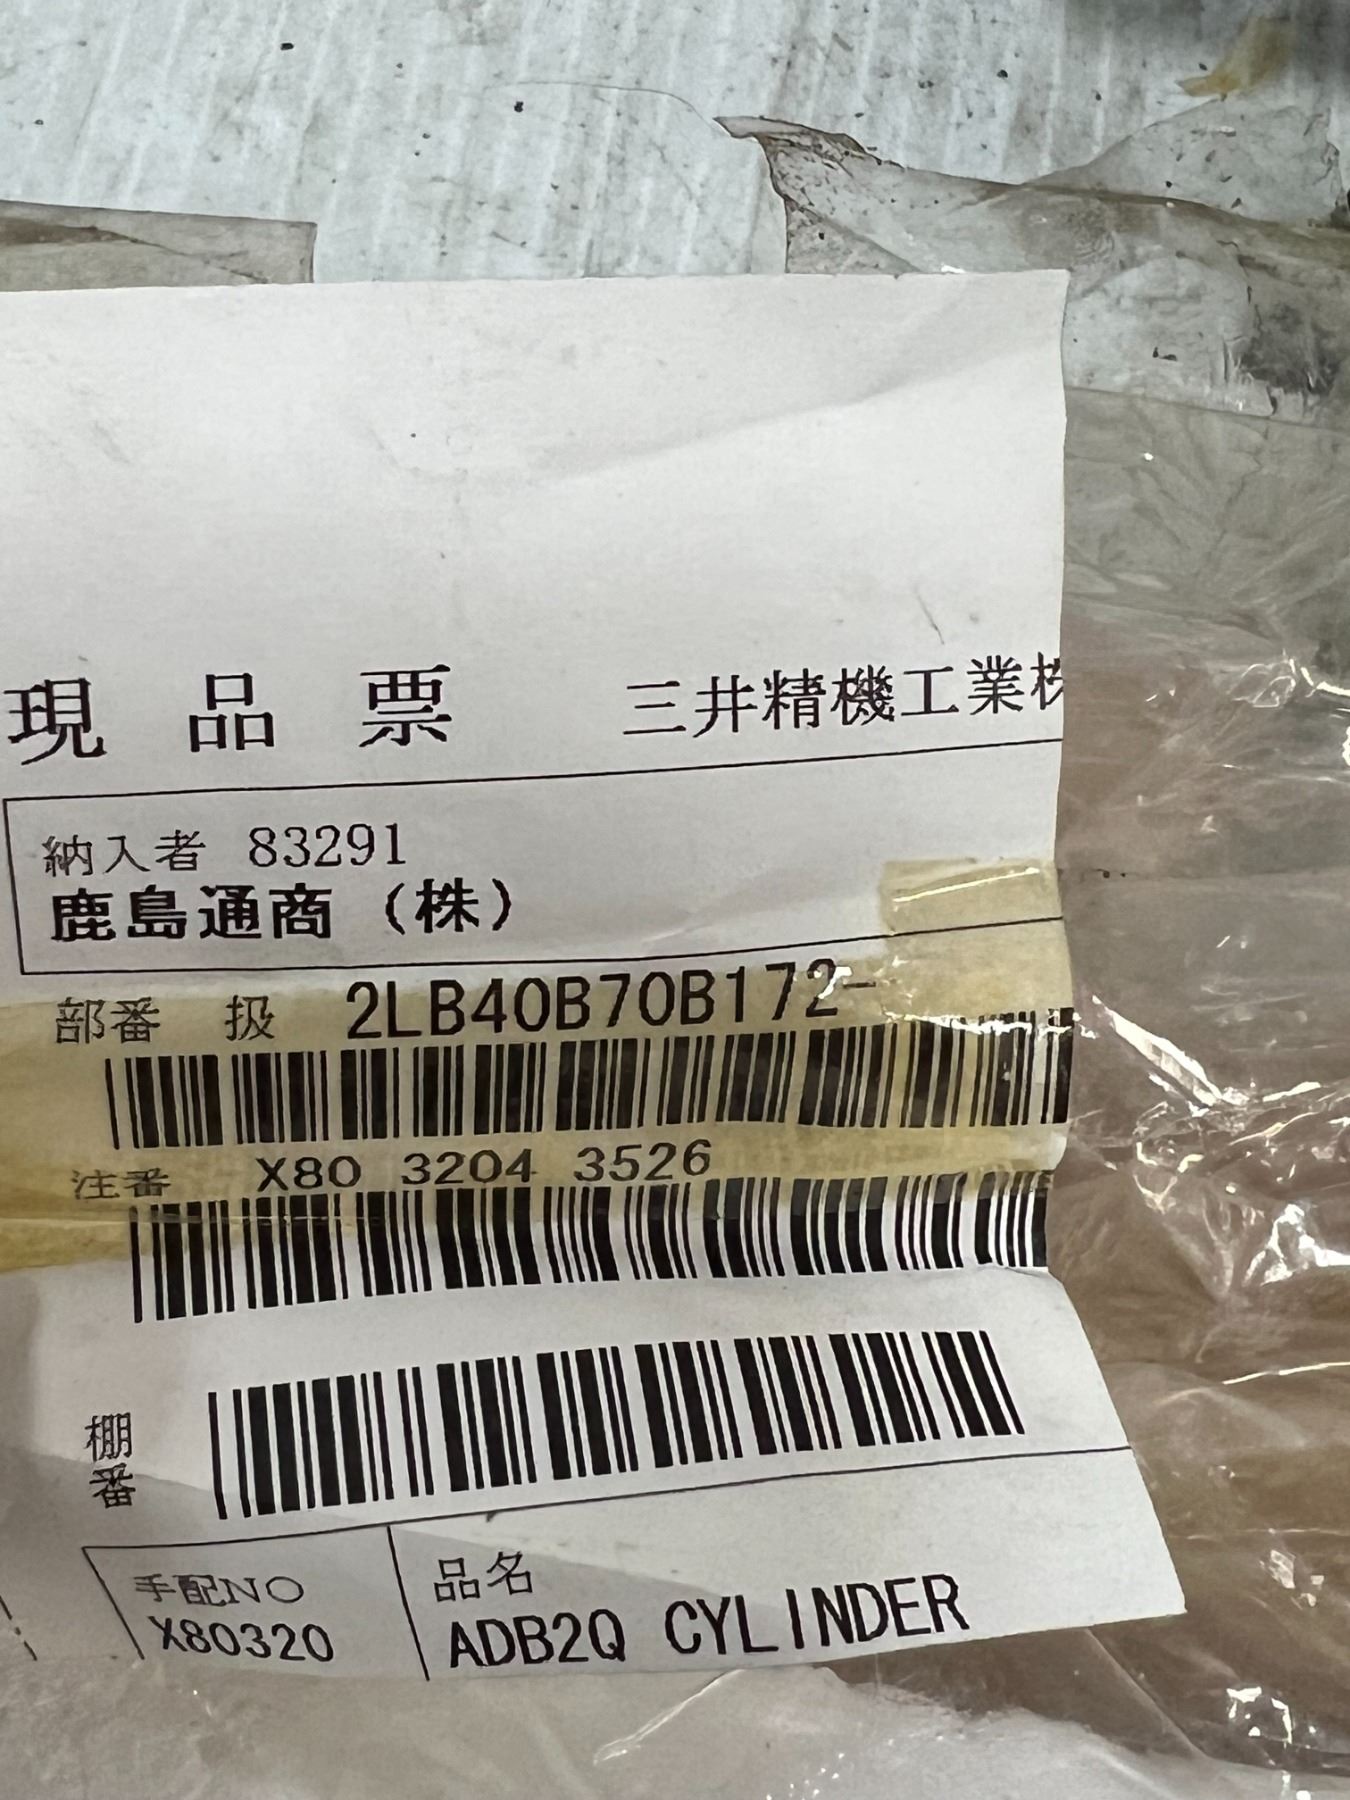 現品票 三井精機工業株
納入者 83291
鹿島通商（株）
部番 扱 2LB40B70B172-
注番 X80 3204 3526
棚番
手配NO 品名
X80320 ADB2Q CYLINDER